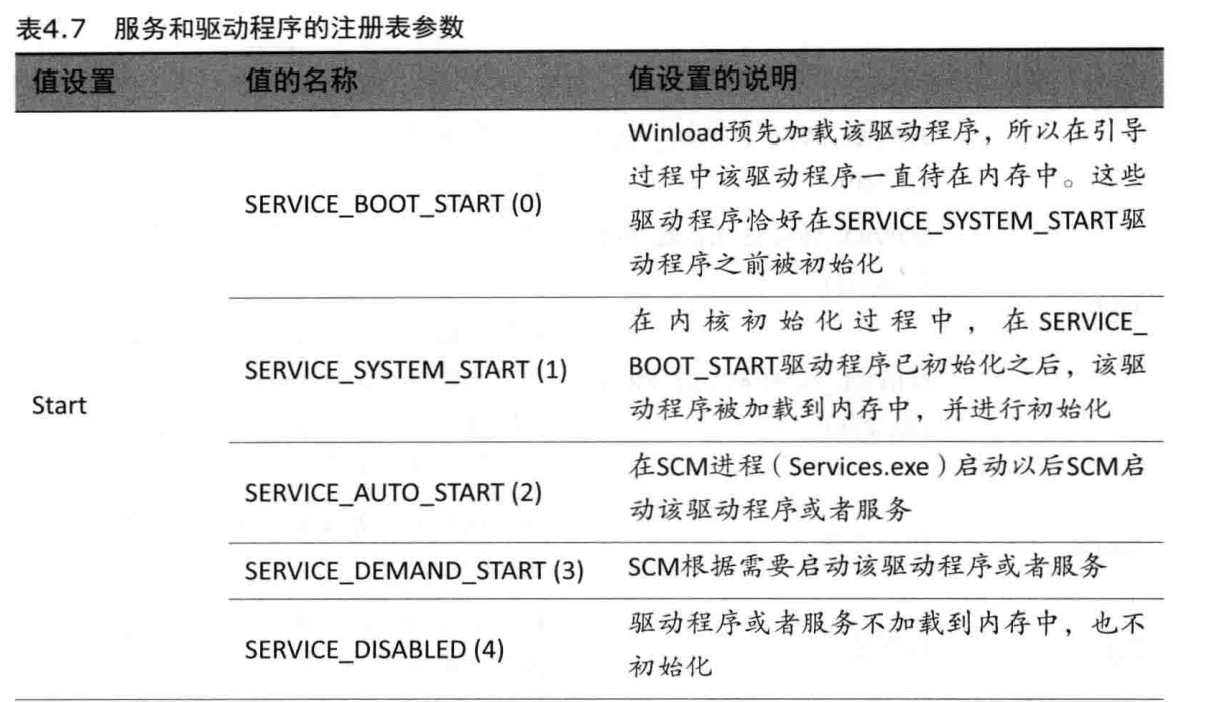 表4.7 服务和驱动程序的注册表参数
值设置 值的名称 值设置的说明
Winload预先加载该驱动程序，所以在引导
过程中该驱动程序一直待在内存中。这些
SERVICE_BOOT_START (0)
驱动程序恰好在SERVICE_SYSTEM_START驱
动程序之前被初始化
在内核初始化过程中，在SERVICE_
SERVICE_SYSTEM_START (1)
BOOT_START驱动程序已初始化之后，该驱
动程序被加载到内存中，并进行初始化
Start
在SCM进程（Services.exe）启动以后SCM启
SERVICE_AUTO_START (2)
动该驱动程序或者服务
SERVICE_DEMAND_START (3) SCM根据需要启动该驱动程序或者服务
驱动程序或者服务不加载到内存中，也不
SERVICE_DISABLED (4)
初始化